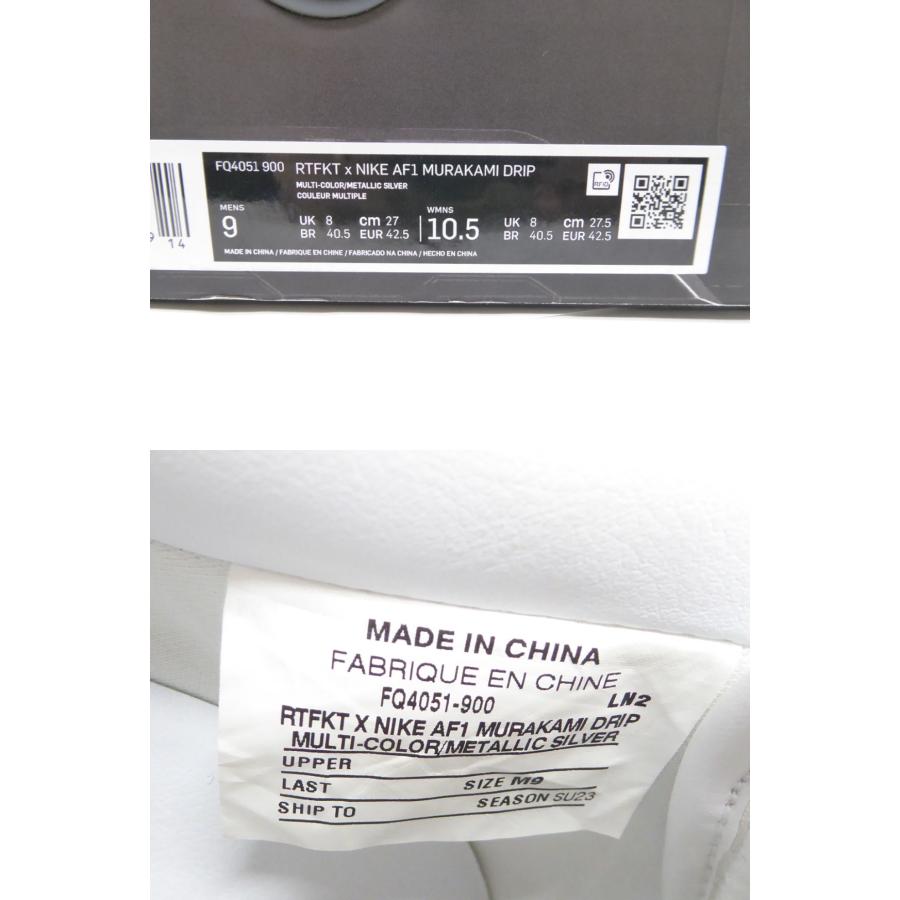 FQ4051 900 RTFKT x NIKE AF1 MURAKAMI DRIP
MULTI-COLOR/METALLIC SILVER
COULEUR MULTIPLE
RFID
MENS
9
UK 8 cm 27
BR 40.5 EUR 42.5
WMNS
10.5
UK 8 cm 27.5
BR 40.5 EUR 42.5
MADE IN CHINA / FABRIQUE EN CHINE / FABRICADO NA CHINA / HECHO EN CHINA
9 14
MADE IN CHINA
FABRIQUE EN CHINE
FQ4051-900 LN2
RTFKT X NIKE AF1 MURAKAMI DRIP
MULTI-COLOR/METALLIC SILVER
UPPER
LAST SIZE M9
SHIP TO SEASON SU23